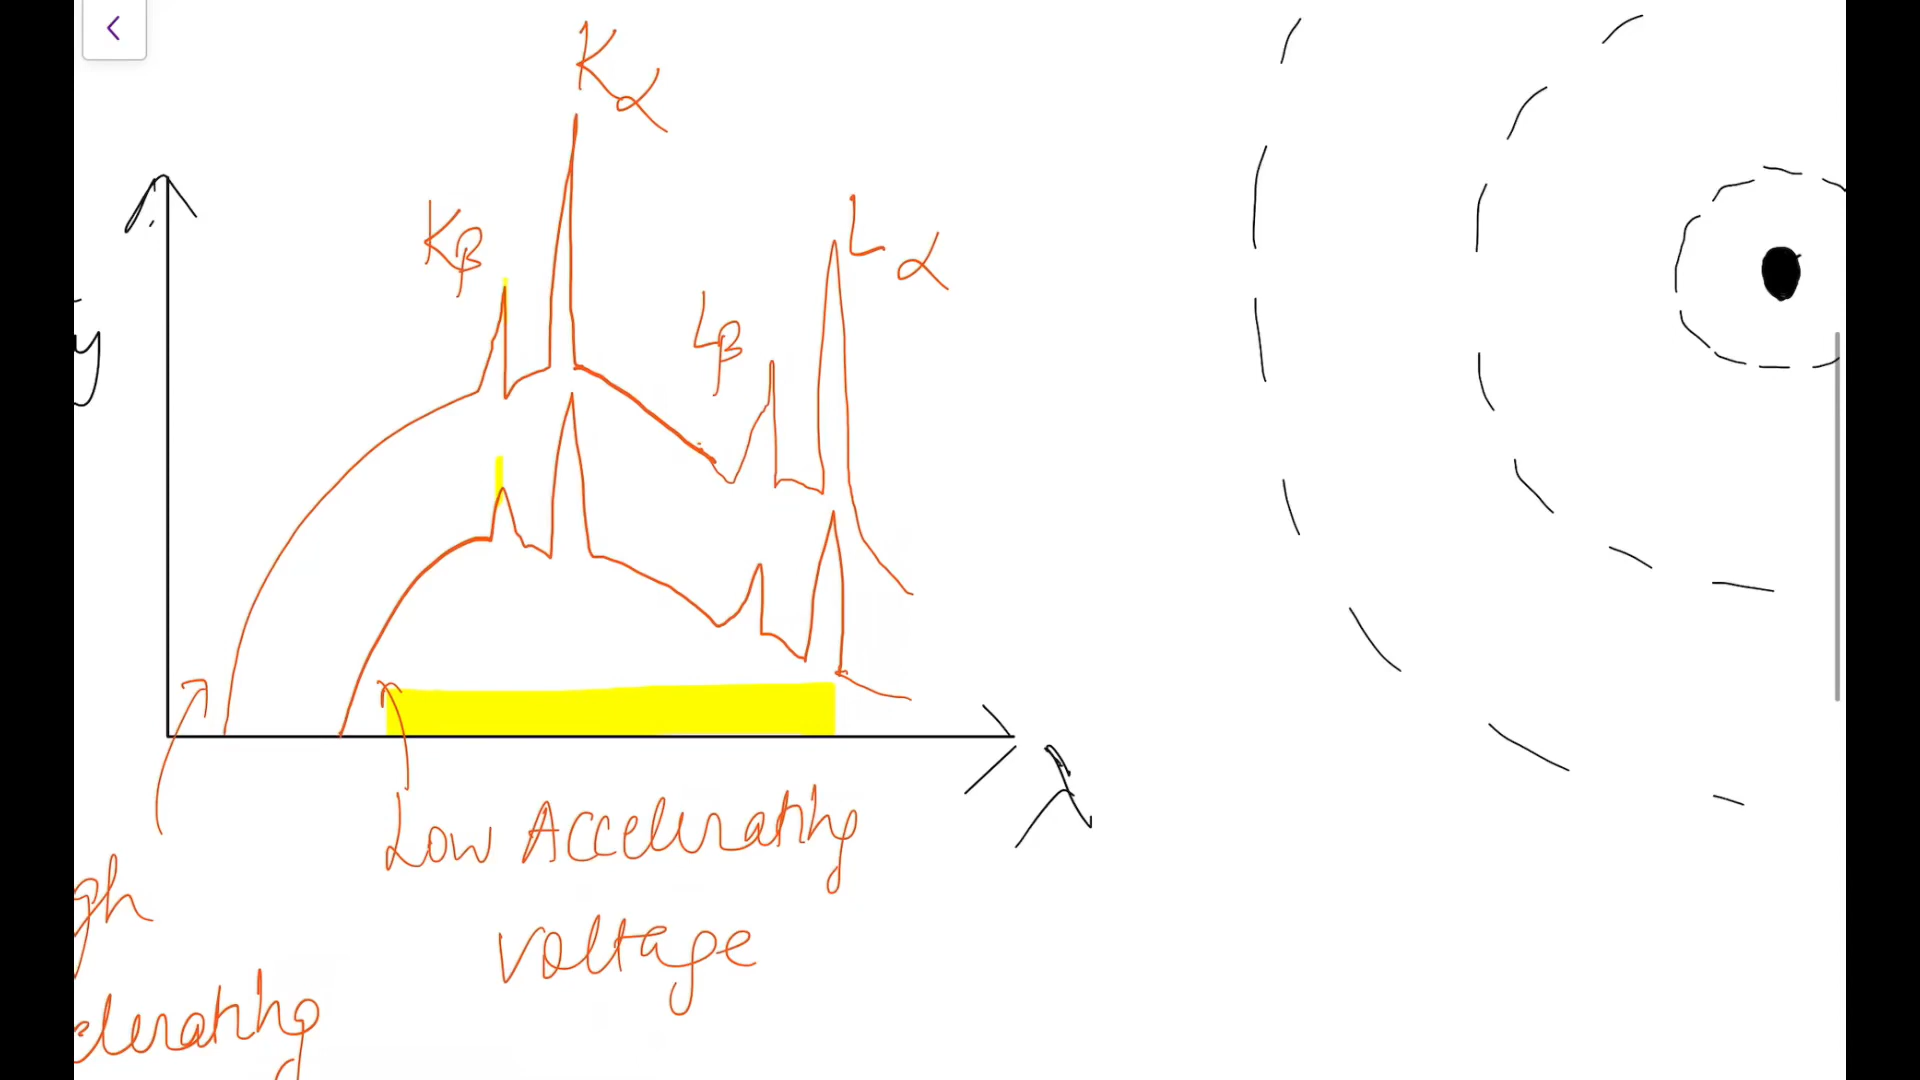 Kα
Kβ
Lα
Lβ
y
λ
Low Accelerating
Voltage
gh
elerating